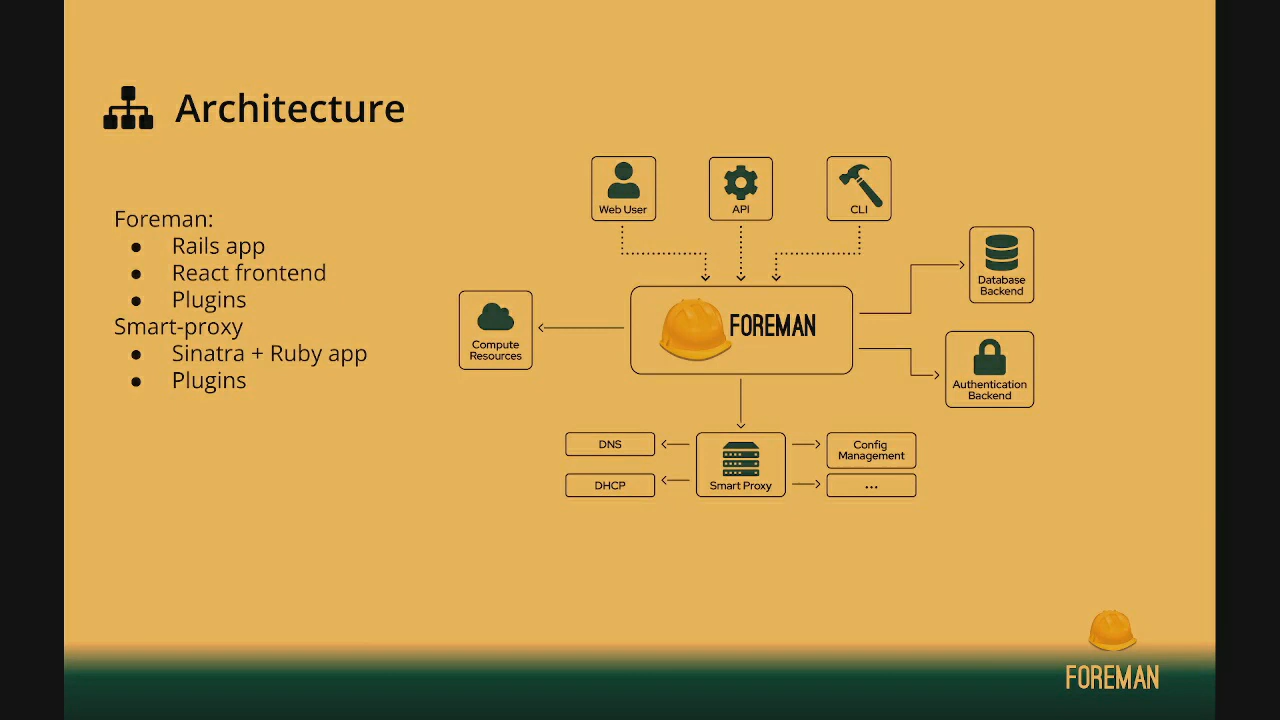 Architecture
Foreman:
● Rails app
● React frontend
● Plugins
Smart-proxy
● Sinatra + Ruby app
● Plugins
Web User
API
CLI
Database
Backend
Compute
Resources
FOREMAN
Authentication
Backend
DNS
DHCP
Smart Proxy
Config
Management
...
FOREMAN